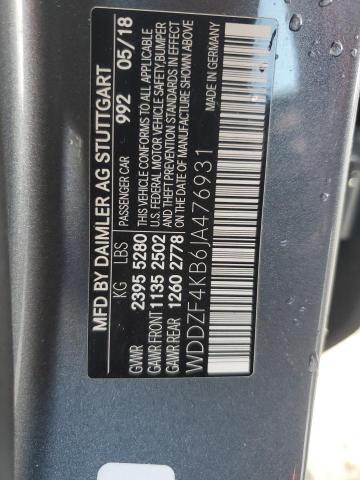 MFD BY DAIMLER AG STUTTGART
PASSENGER CAR 992 05/18
KG LBS
GVWR 2395 5280
GAWR FRONT 1135 2502
GAWR REAR 1260 2778
THIS VEHICLE CONFORMS TO ALL APPLICABLE
U.S. FEDERAL MOTOR VEHICLE SAFETY,BUMPER
AND THEFT PREVENTION STANDARDS IN EFFECT
ON THE DATE OF MANUFACTURE SHOWN ABOVE.
WDDZF4KB6JA476931
MADE IN GERMANY